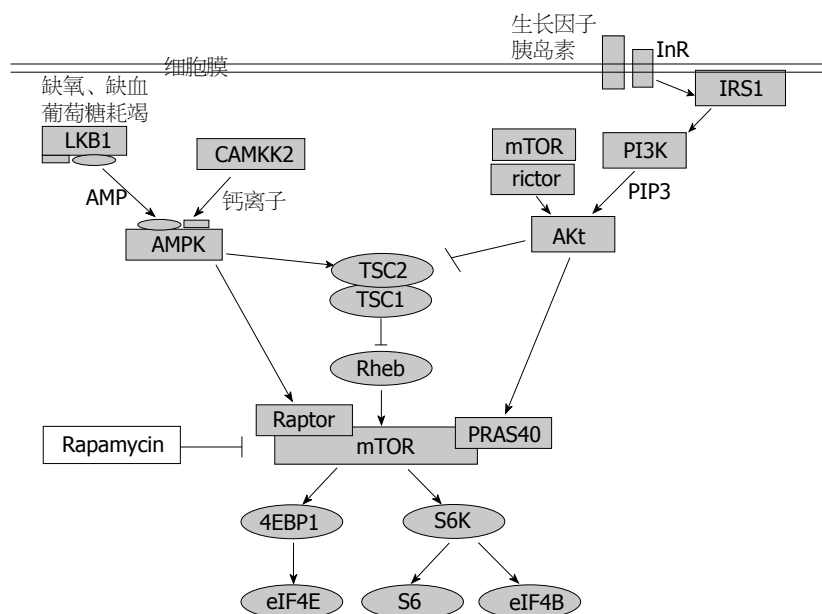 生长因子
胰岛素
InR
细胞膜
缺氧、缺血
葡萄糖耗竭
IRS1
LKB1
CAMKK2
mTOR
rictor
PI3K
AMP
钙离子
PIP3
AMPK
AKt
TSC2
TSC1
Rheb
Raptor
mTOR
PRAS40
Rapamycin
4EBP1
S6K
eIF4E
S6
eIF4B